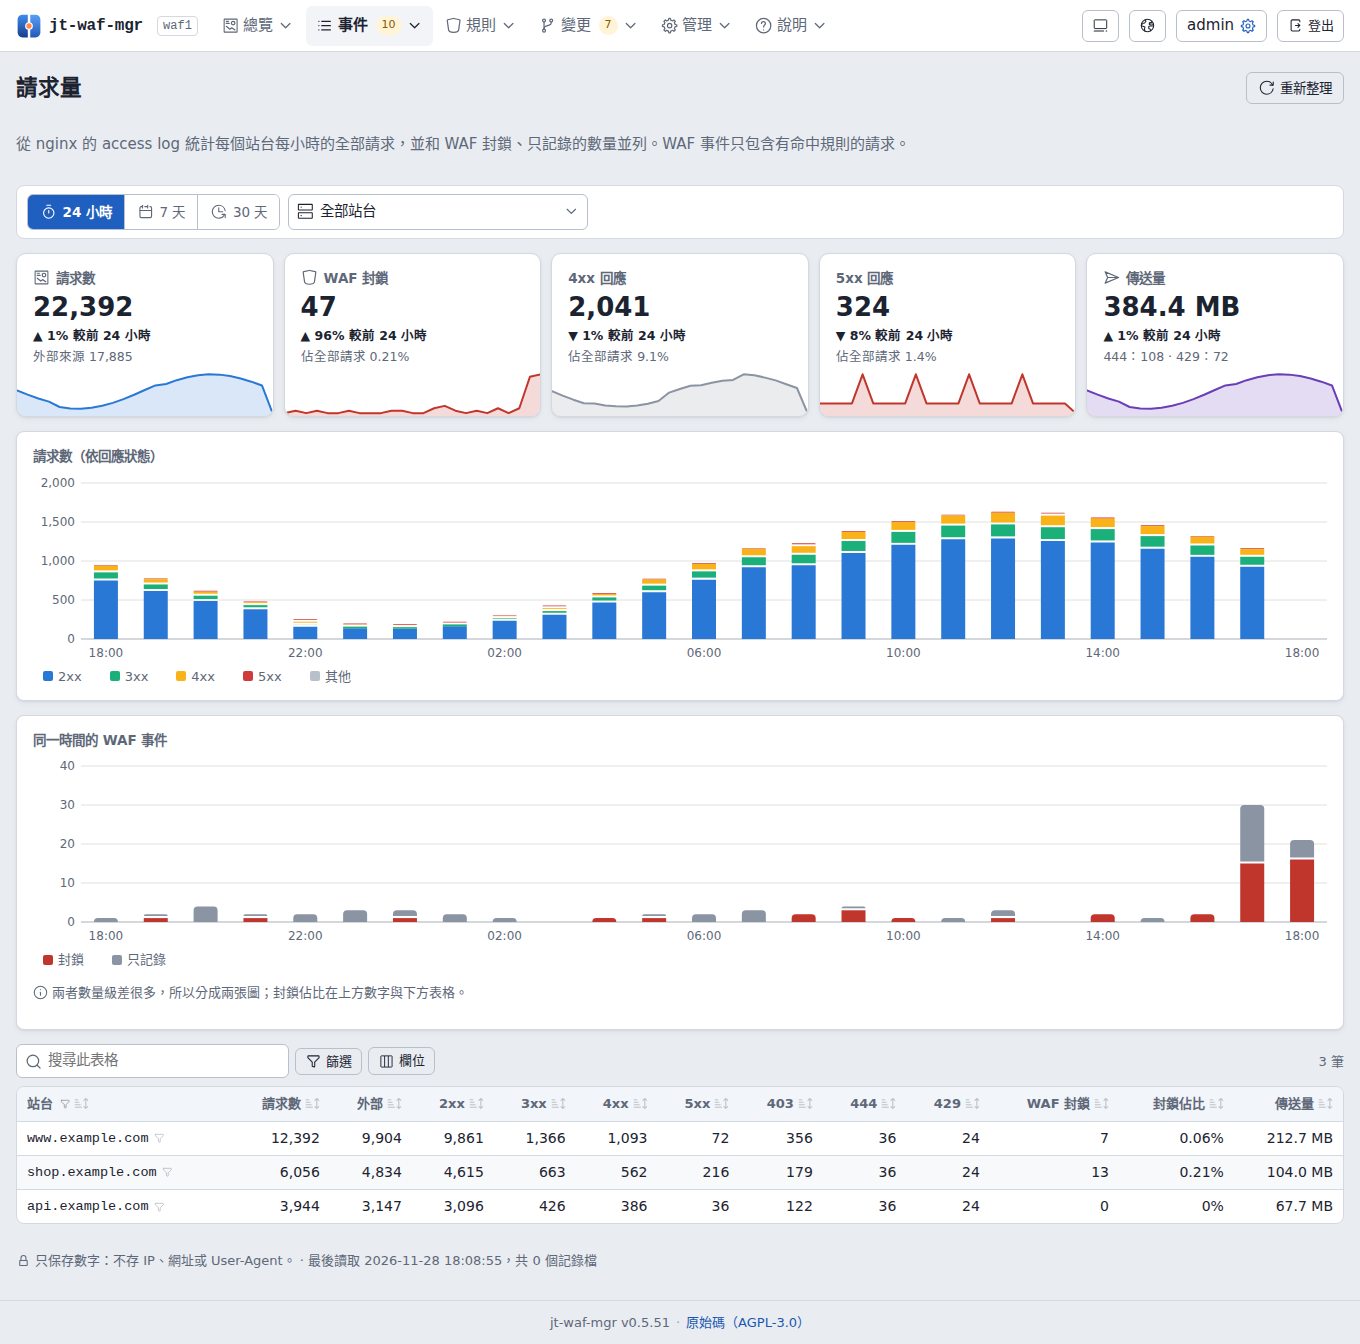 jt-waf-mgr waf1 總覽 事件 10 規則 變更 7 管理 說明 admin 登出
請求量 重新整理
從 nginx 的 access log 統計每個站台每小時的全部請求，並和 WAF 封鎖、只記錄的數量並列。WAF 事件只包含有命中規則的請求。
24 小時 7 天 30 天 全部站台
請求數
22,392
▲ 1% 較前 24 小時
外部來源 17,885
WAF 封鎖
47
▲ 96% 較前 24 小時
佔全部請求 0.21%
4xx 回應
2,041
▼ 1% 較前 24 小時
佔全部請求 9.1%
5xx 回應
324
▼ 8% 較前 24 小時
佔全部請求 1.4%
傳送量
384.4 MB
▲ 1% 較前 24 小時
444：108 · 429：72
請求數（依回應狀態）
2,000
1,500
1,000
500
0
18:00 22:00 02:00 06:00 10:00 14:00 18:00
2xx 3xx 4xx 5xx 其他
同一時間的 WAF 事件
40
30
20
10
0
18:00 22:00 02:00 06:00 10:00 14:00 18:00
封鎖 只記錄
兩者數量級差很多，所以分成兩張圖；封鎖佔比在上方數字與下方表格。
搜尋此表格 篩選 欄位 3 筆
站台 請求數 外部 2xx 3xx 4xx 5xx 403 444 429 WAF 封鎖 封鎖佔比 傳送量
www.example.com 12,392 9,904 9,861 1,366 1,093 72 356 36 24 7 0.06% 212.7 MB
shop.example.com 6,056 4,834 4,615 663 562 216 179 36 24 13 0.21% 104.0 MB
api.example.com 3,944 3,147 3,096 426 386 36 122 36 24 0 0% 67.7 MB
只保存數字：不存 IP、網址或 User-Agent。 · 最後讀取 2026-11-28 18:08:55，共 0 個記錄檔
jt-waf-mgr v0.5.51 · 原始碼（AGPL-3.0）